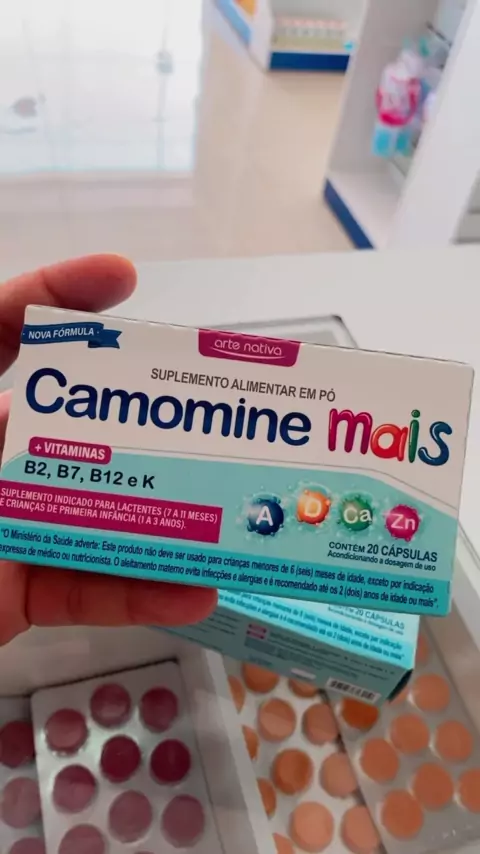 NOVA FÓRMULA
arte nativa
SUPLEMENTO ALIMENTAR EM PÓ
Camomine mais
+ VITAMINAS
B2, B7, B12 e K
SUPLEMENTO INDICADO PARA LACTENTES (7 A 11 MESES)
E CRIANÇAS DE PRIMEIRA INFÂNCIA (1 A 3 ANOS).
A D Ca Zn
CONTÉM 20 CÁPSULAS
Acondicionando a dosagem de uso
"O Ministério da Saúde adverte: Este produto não deve ser usado para crianças menores de 6 (seis) meses de idade, exceto por indicação
expressa de médico ou nutricionista. O aleitamento materno evita infecções e alergias e é recomendado até os 2 (dois) anos de idade ou mais".
CONTÉM 20 CÁPSULAS